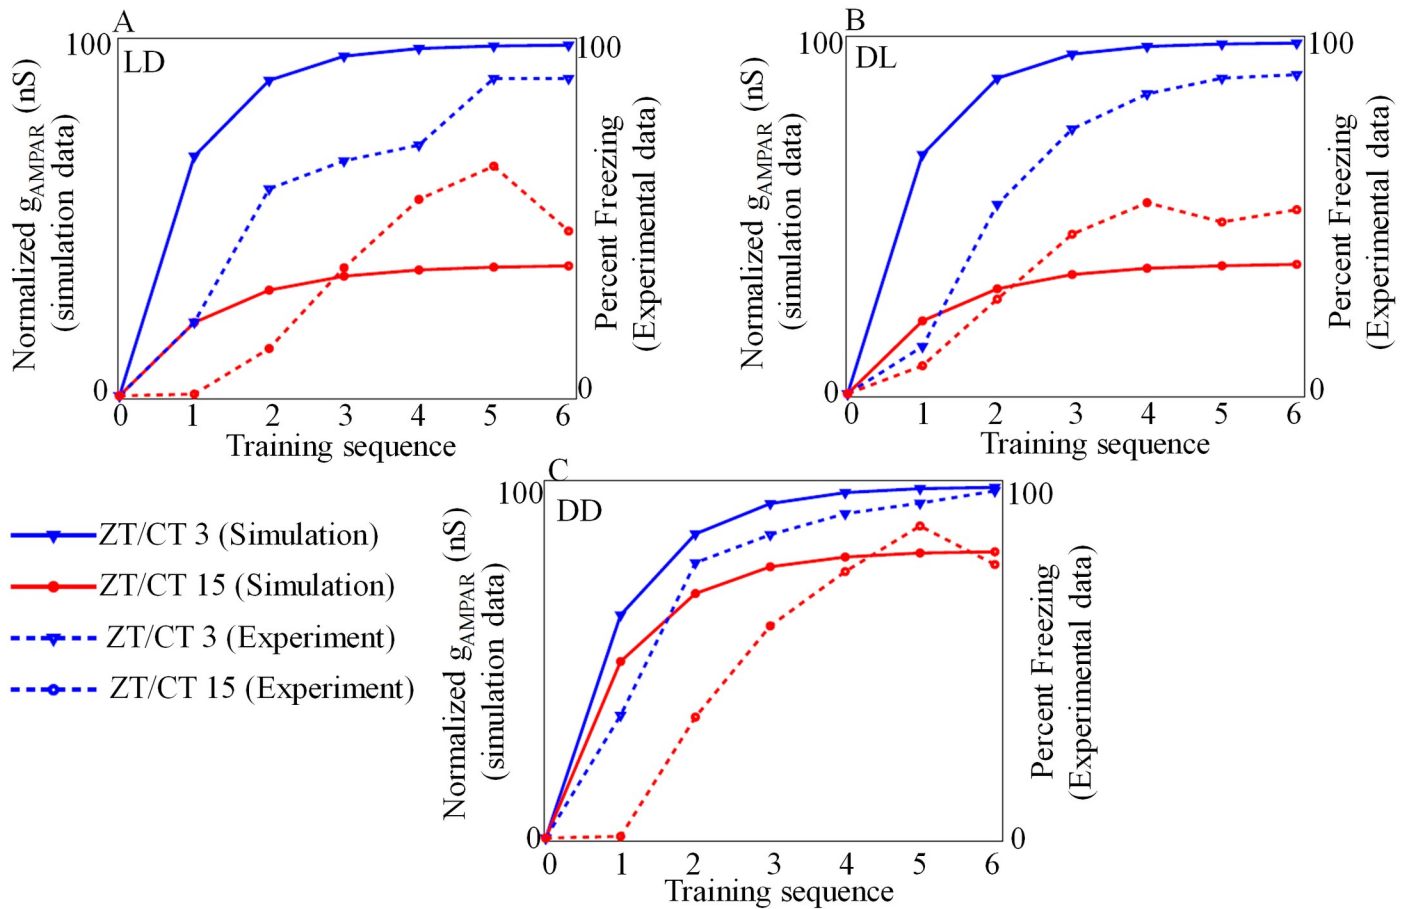 A
100
LD
100
Normalized gAMPAR (nS)
(simulation data)
Percent Freezing
(Experimental data)
0
0
0 1 2 3 4 5 6
Training sequence
B
100
DL
100
Normalized gAMPAR (nS)
(simulation data)
Percent Freezing
(Experimental data)
0
0
0 1 2 3 4 5 6
Training sequence
C
100
DD
100
Normalized gAMPAR (nS)
(simulation data)
Percent Freezing
(Experimental data)
0
0
0 1 2 3 4 5 6
Training sequence
ZT/CT 3 (Simulation)
ZT/CT 15 (Simulation)
ZT/CT 3 (Experiment)
ZT/CT 15 (Experiment)